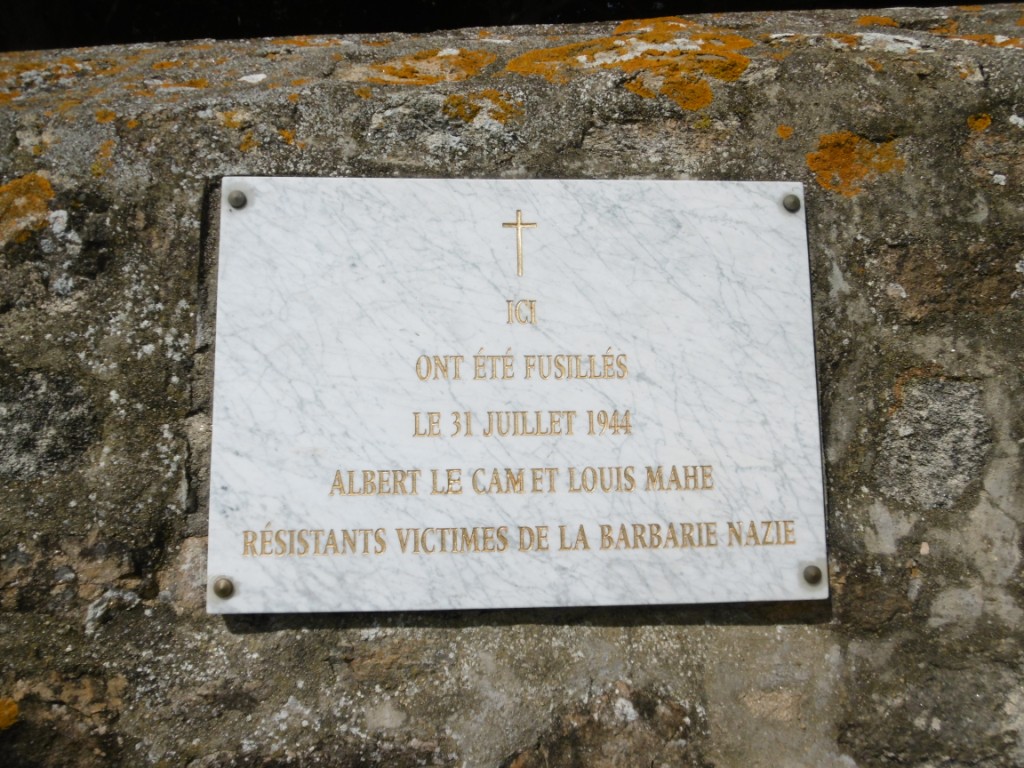 ICI
ONT ÉTÉ FUSILLÉS
LE 31 JUILLET 1944
ALBERT LE CAM ET LOUIS MAHE
RÉSISTANTS VICTIMES DE LA BARBARIE NAZIE